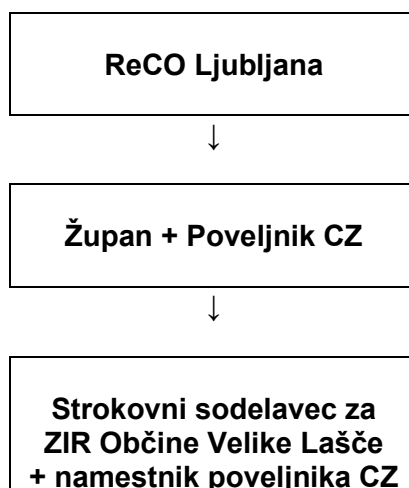 ReCO Ljubljana
↓
Župan + Poveljnik CZ
↓
Strokovni sodelavec za
ZIR Občine Velike Lašče
+ namestnik poveljnika CZ